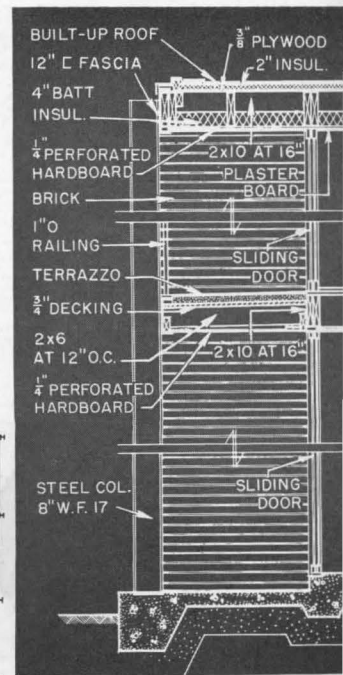 BUILT-UP ROOF
3/8" PLYWOOD
12" [ FASCIA
2" INSUL.
4" BATT
INSUL.
1/4" PERFORATED
HARDBOARD
2x10 AT 16"
PLASTER
BOARD
BRICK
1" O
RAILING
SLIDING
DOOR
TERRAZZO
3/4" DECKING
2x6
AT 12" O.C.
2x10 AT 16"
1/4" PERFORATED
HARDBOARD
STEEL COL.
8" W.F. 17
SLIDING
DOOR